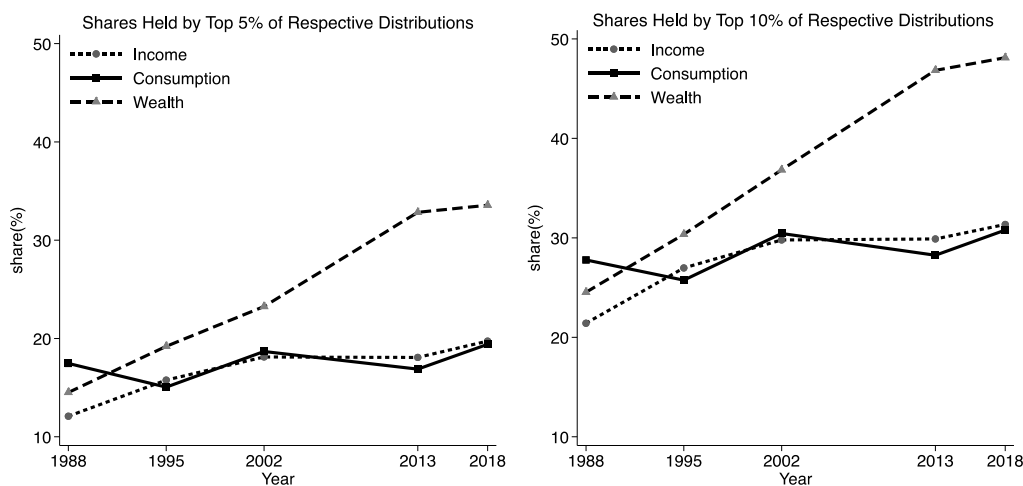 Shares Held by Top 5% of Respective Distributions
50
40
30
20
10
share(%)
Income
Consumption
Wealth
1988 1995 2002 2013 2018
Year
Shares Held by Top 10% of Respective Distributions
50
40
30
20
10
share(%)
Income
Consumption
Wealth
1988 1995 2002 2013 2018
Year